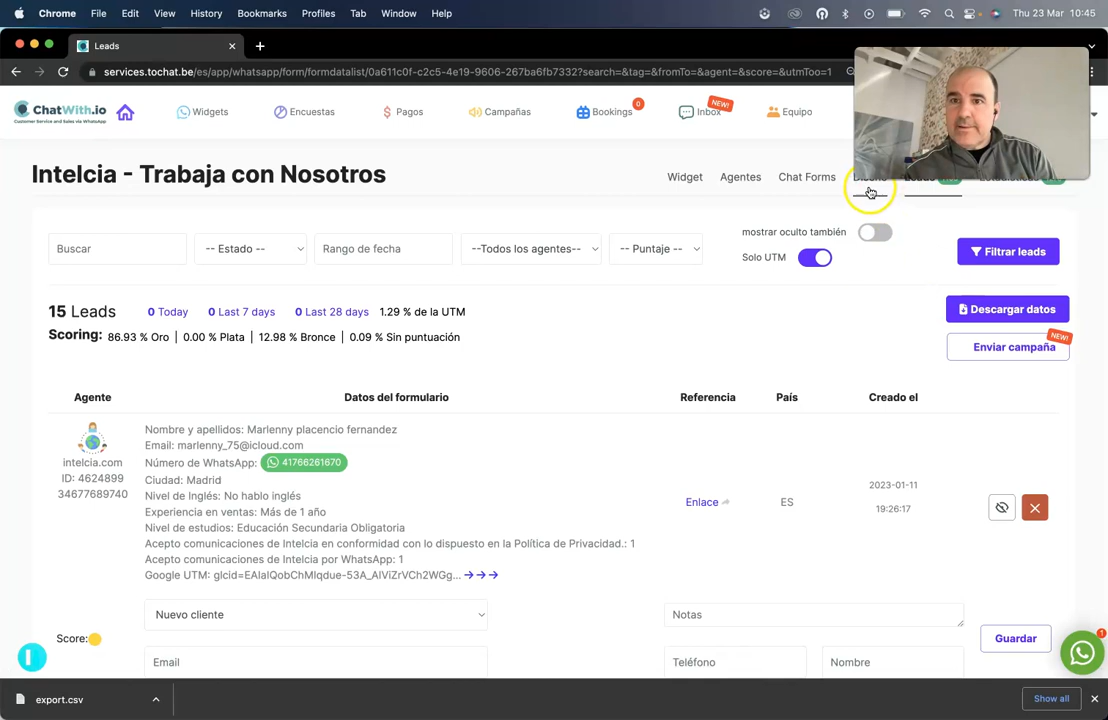 Chrome File Edit View History Bookmarks Profiles Tab Window Help Thu 23 Mar 10:45
Leads
services.tochat.be/es/app/whatsapp/form/formdatalist/0a611c0f-c2c5-4e19-9606-267ba6fb7332?search=&tag=&fromTo=&agent=&score=&utmToo=1
ChatWith.io
Customer Service and Sales via WhatsApp
Widgets Encuestas Pagos Campañas Bookings 0 Inbox NEW! Equipo
Intelcia - Trabaja con Nosotros
Widget Agentes Chat Forms Diseño
Buscar -- Estado -- Rango de fecha --Todos los agentes-- -- Puntaje --
mostrar oculto también
Solo UTM
Filtrar leads
15 Leads 0 Today 0 Last 7 days 0 Last 28 days 1.29 % de la UTM
Descargar datos
Scoring: 86.93 % Oro | 0.00 % Plata | 12.98 % Bronce | 0.09 % Sin puntuación
NEW!
Enviar campaña
Agente Datos del formulario Referencia País Creado el
intelcia.com
ID: 4624899
34677689740
Nombre y apellidos: Marlenny placencio fernandez
Email: marlenny_75@icloud.com
Número de WhatsApp: 41766261670
Ciudad: Madrid
Nivel de Inglés: No hablo inglés
Experiencia en ventas: Más de 1 año
Nivel de estudios: Educación Secundaria Obligatoria
Acepto comunicaciones de Intelcia en conformidad con lo dispuesto en la Política de Privacidad.: 1
Acepto comunicaciones de Intelcia por WhatsApp: 1
Google UTM: glcid=EAIaIQobChMIqdue-53A_AIViZrVCh2WGg...
Enlace
ES
2023-01-11
19:26:17
Score:
Nuevo cliente
Notas
Guardar
Email
Teléfono
Nombre
1
export.csv
Show all